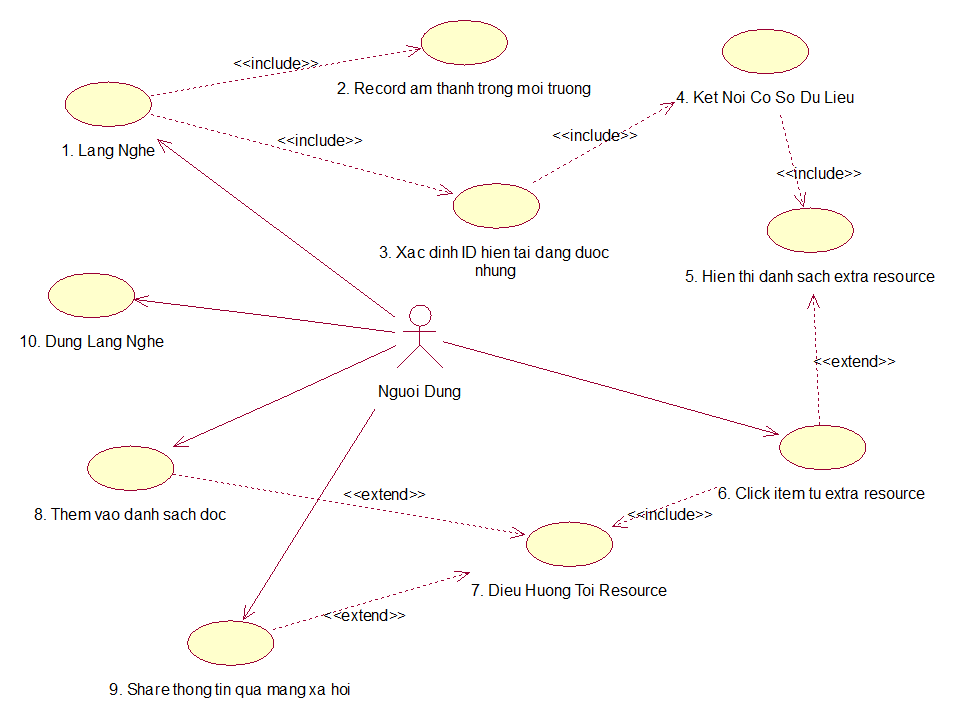 <<include>>
2. Record am thanh trong moi truong
4. Ket Noi Co So Du Lieu
<<include>>
<<include>>
1. Lang Nghe
<<include>>
3. Xac dinh ID hien tai dang duoc
nhung
5. Hien thi danh sach extra resource
10. Dung Lang Nghe
<<extend>>
Nguoi Dung
<<extend>>
6. Click item tu extra resource
8. Them vao danh sach doc
<<include>>
7. Dieu Huong Toi Resource
<<extend>>
9. Share thong tin qua mang xa hoi